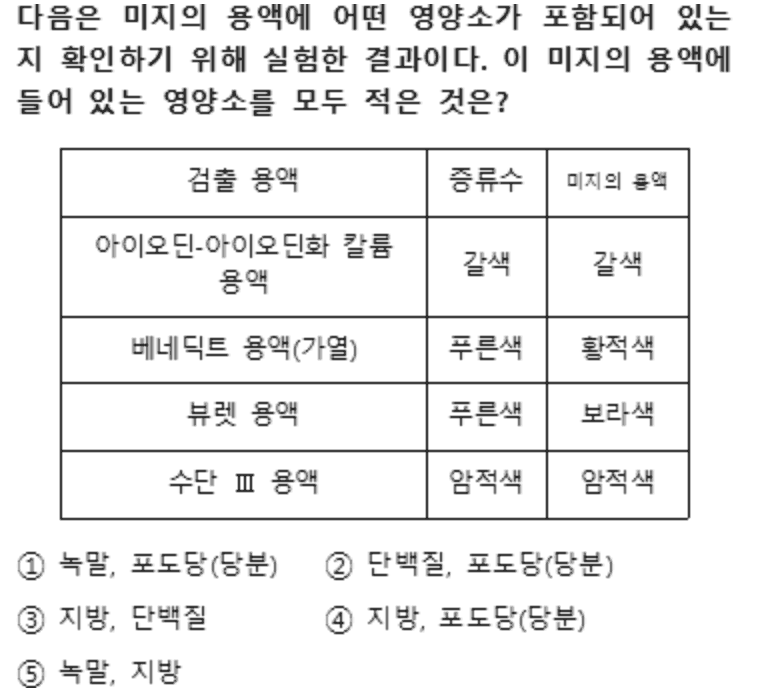 다음은 미지의 용액에 어떤 영양소가 포함되어 있는
지 확인하기 위해 실험한 결과이다. 이 미지의 용액에
들어 있는 영양소를 모두 적은 것은?
검출 용액 증류수 미지의 용액
아이오딘-아이오딘화 칼륨
용액 갈색 갈색
베네딕트 용액(가열) 푸른색 황적색
뷰렛 용액 푸른색 보라색
수단 Ⅲ 용액 암적색 암적색
① 녹말, 포도당(당분) ② 단백질, 포도당(당분)
③ 지방, 단백질 ④ 지방, 포도당(당분)
⑤ 녹말, 지방